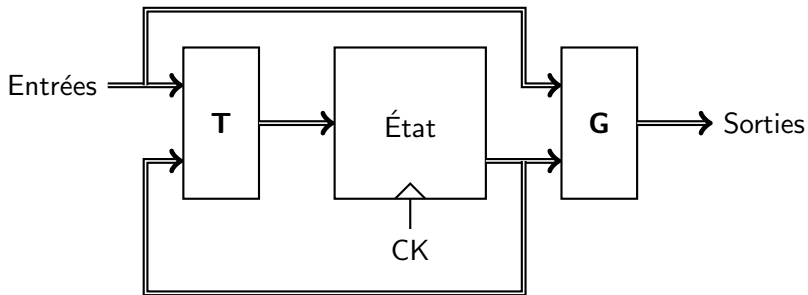 Entrées
T
État
G
Sorties
CK